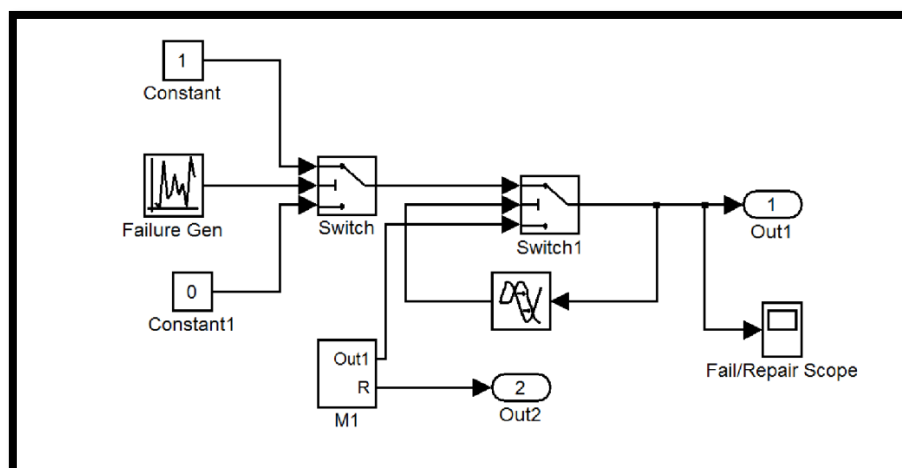 1
Constant
Failure Gen
Switch
Switch1
1
Out1
0
Constant1
Out1
R
M1
2
Out2
Fail/Repair Scope